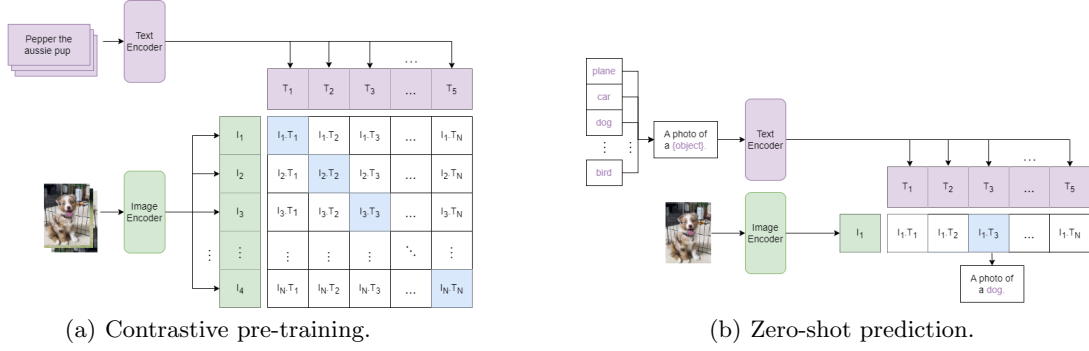 Pepper the
aussie pup
Text
Encoder
...
T1 T2 T3 ... T5
I1 I1.T1 I1.T2 I1.T3 ... I1.TN
I2 I2.T1 I2.T2 I2.T3 ... I2.TN
Image
Encoder
I3 I3.T1 I3.T2 I3.T3 ... I3.TN
⋮ ⋮ ⋮ ⋮ ⋮ ⋱ ⋮
I4 IN.T1 IN.T2 IN.T3 ... IN.TN
(a) Contrastive pre-training.
plane
car
dog
⋮ ⋮
bird
A photo of
a {object}.
Text
Encoder
...
T1 T2 T3 ... T5
Image
Encoder
I1 I1.T1 I1.T2 I1.T3 ... I1.TN
A photo of
a dog.
(b) Zero-shot prediction.